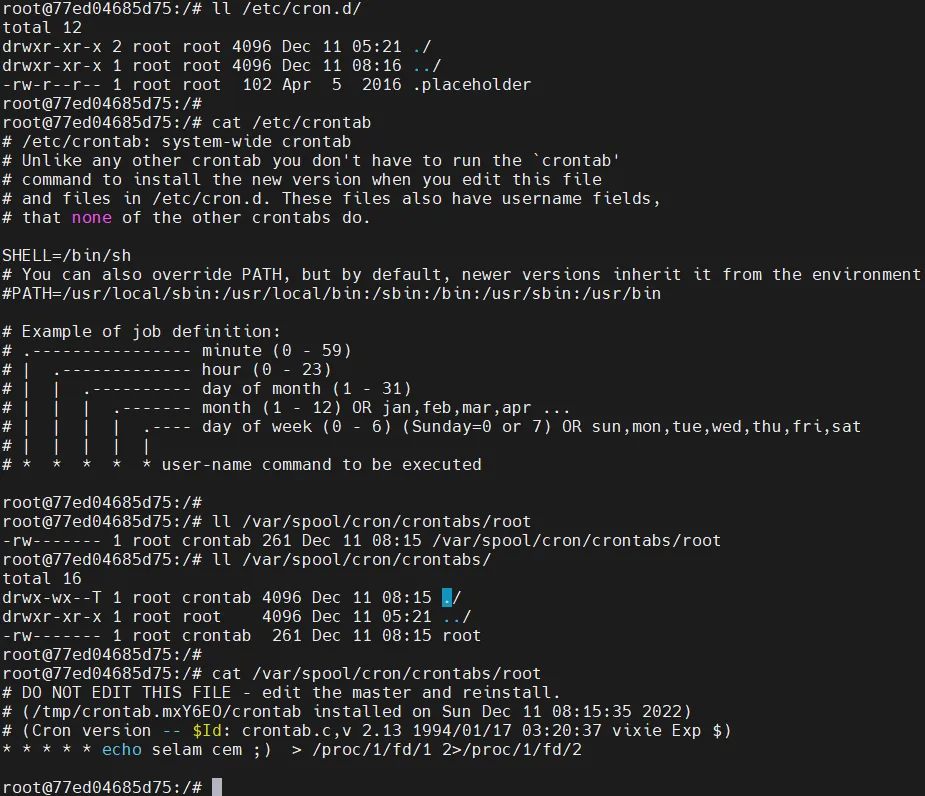 root@77ed04685d75:/# ll /etc/cron.d/
total 12
drwxr-xr-x 2 root root 4096 Dec 11 05:21 ./
drwxr-xr-x 1 root root 4096 Dec 11 08:16 ../
-rw-r--r-- 1 root root  102 Apr  5  2016 .placeholder
root@77ed04685d75:/#
root@77ed04685d75:/# cat /etc/crontab
# /etc/crontab: system-wide crontab
# Unlike any other crontab you don't have to run the `crontab'
# command to install the new version when you edit this file
# and files in /etc/cron.d. These files also have username fields,
# that none of the other crontabs do.

SHELL=/bin/sh
# You can also override PATH, but by default, newer versions inherit it from the environment
#PATH=/usr/local/sbin:/usr/local/bin:/sbin:/bin:/usr/sbin:/usr/bin

# Example of job definition:
# .---------------- minute (0 - 59)
# |  .------------- hour (0 - 23)
# |  |  .---------- day of month (1 - 31)
# |  |  |  .------- month (1 - 12) OR jan,feb,mar,apr ...
# |  |  |  |  .---- day of week (0 - 6) (Sunday=0 or 7) OR sun,mon,tue,wed,thu,fri,sat
# |  |  |  |  |
# *  *  *  *  * user-name command to be executed

root@77ed04685d75:/#
root@77ed04685d75:/# ll /var/spool/cron/crontabs/root
-rw------- 1 root crontab 261 Dec 11 08:15 /var/spool/cron/crontabs/root
root@77ed04685d75:/# ll /var/spool/cron/crontabs/
total 16
drwx-wx--T 1 root crontab 4096 Dec 11 08:15 ./
drwxr-xr-x 1 root root    4096 Dec 11 05:21 ../
-rw------- 1 root crontab  261 Dec 11 08:15 root
root@77ed04685d75:/#
root@77ed04685d75:/# cat /var/spool/cron/crontabs/root
# DO NOT EDIT THIS FILE - edit the master and reinstall.
# (/tmp/crontab.mxY6EO/crontab installed on Sun Dec 11 08:15:35 2022)
# (Cron version -- $Id: crontab.c,v 2.13 1994/01/17 03:20:37 vixie Exp $)
* * * * * echo selam cem ;)  > /proc/1/fd/1 2>/proc/1/fd/2

root@77ed04685d75:/#